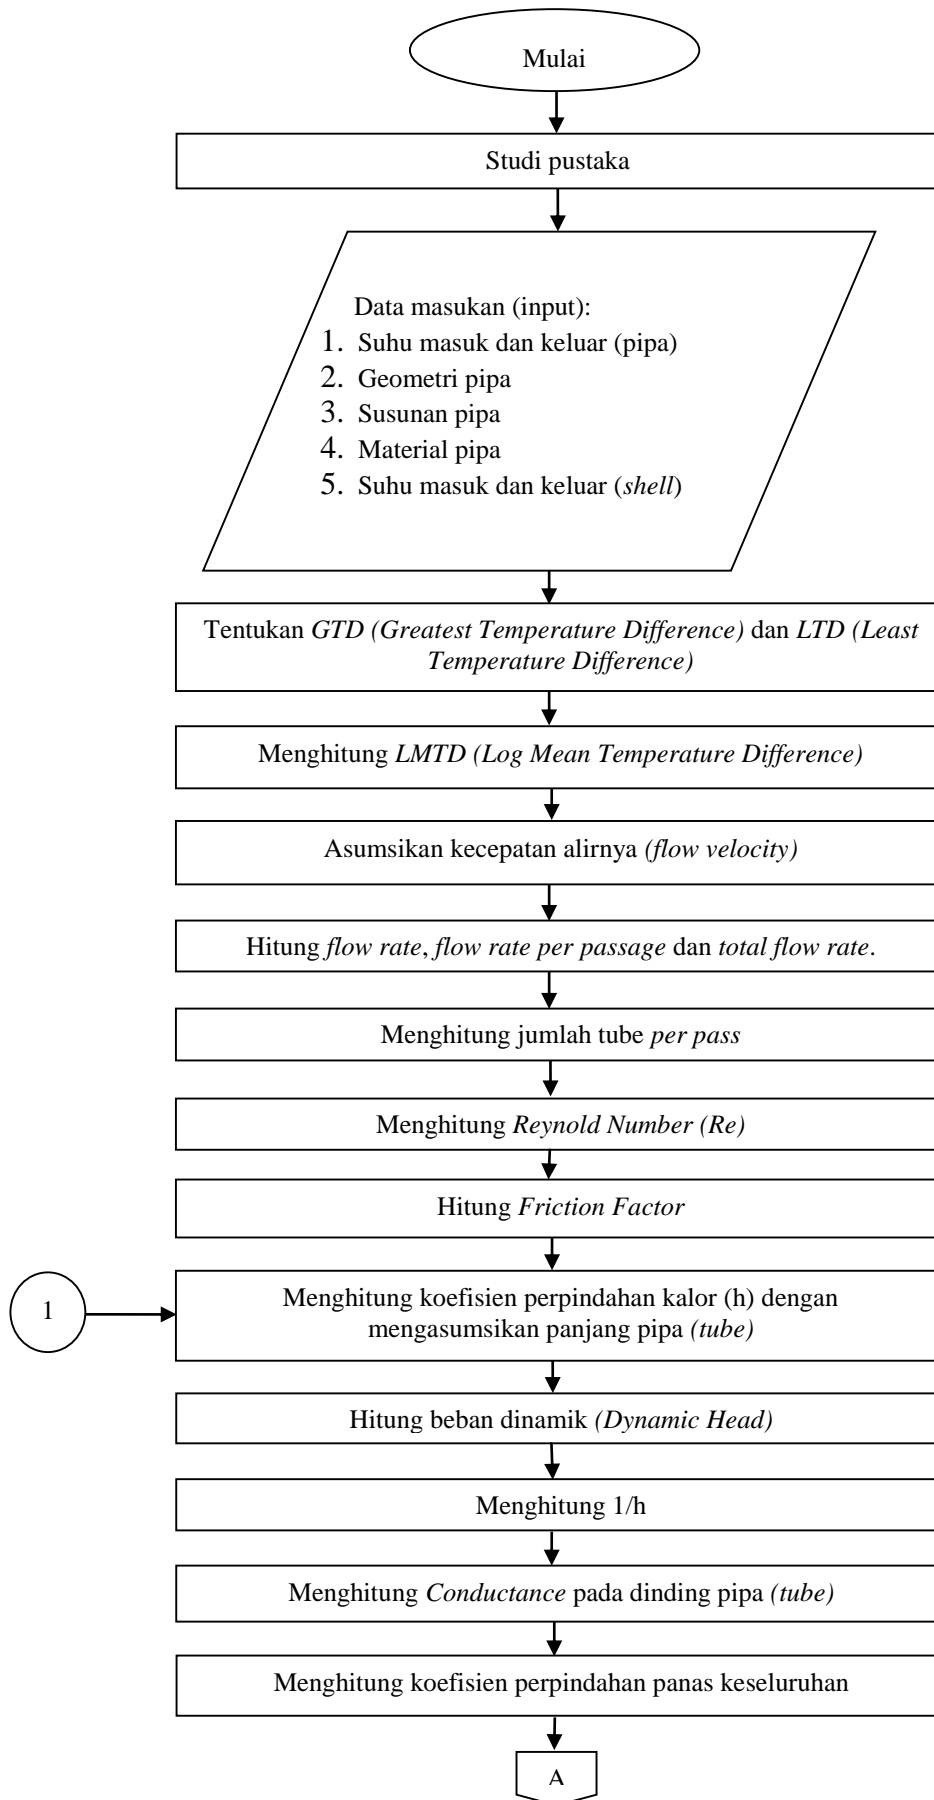 Mulai
Studi pustaka
Data masukan (input):
1. Suhu masuk dan keluar (pipa)
2. Geometri pipa
3. Susunan pipa
4. Material pipa
5. Suhu masuk dan keluar (shell)
Tentukan GTD (Greatest Temperature Difference) dan LTD (Least
Temperature Difference)
Menghitung LMTD (Log Mean Temperature Difference)
Asumsikan kecepatan alirnya (flow velocity)
Hitung flow rate, flow rate per passage dan total flow rate.
Menghitung jumlah tube per pass
Menghitung Reynold Number (Re)
Hitung Friction Factor
1
Menghitung koefisien perpindahan kalor (h) dengan
mengasumsikan panjang pipa (tube)
Hitung beban dinamik (Dynamic Head)
Menghitung 1/h
Menghitung Conductance pada dinding pipa (tube)
Menghitung koefisien perpindahan panas keseluruhan
A